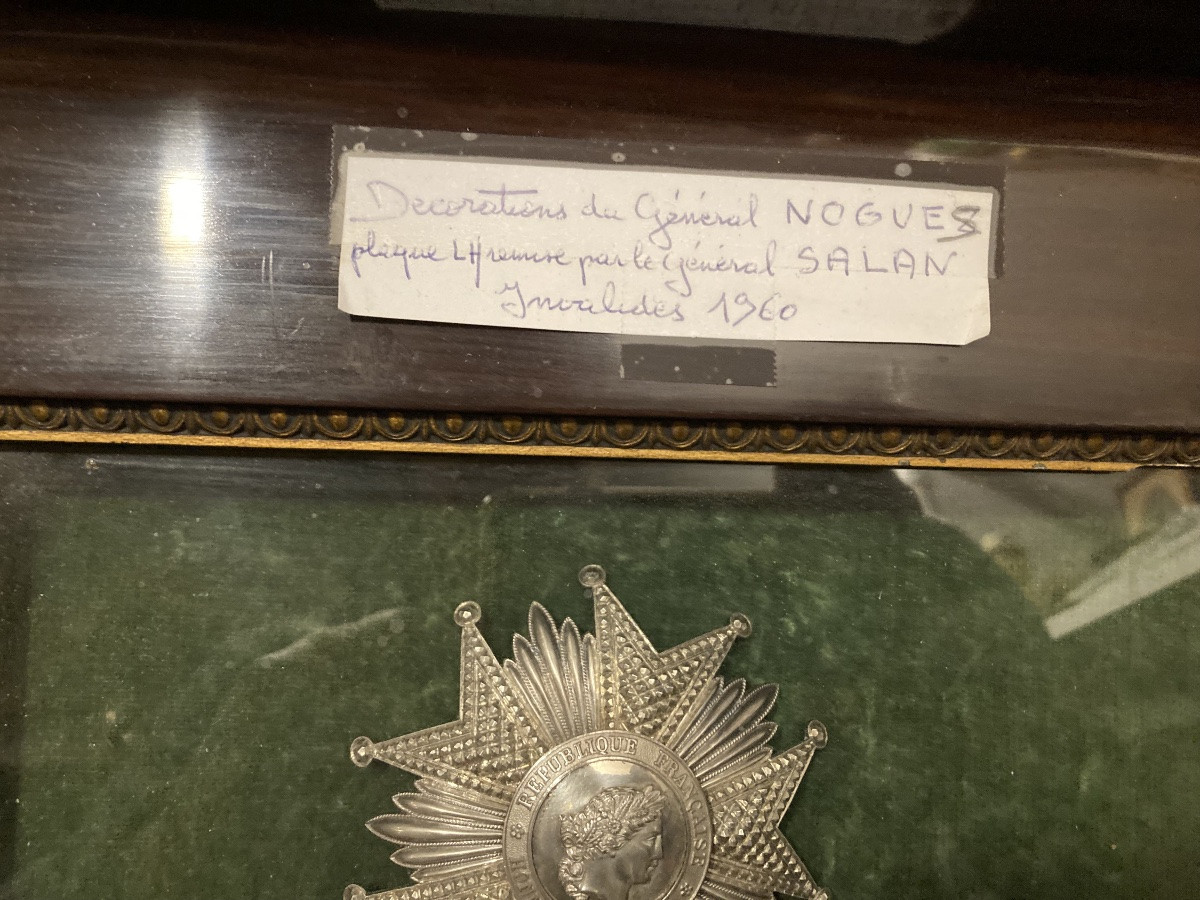 Decorations du Général NOGUES
plaque LH remise par le Général SALAN
Invalides 1960
* REPUBLIQUE FRANÇAISE *